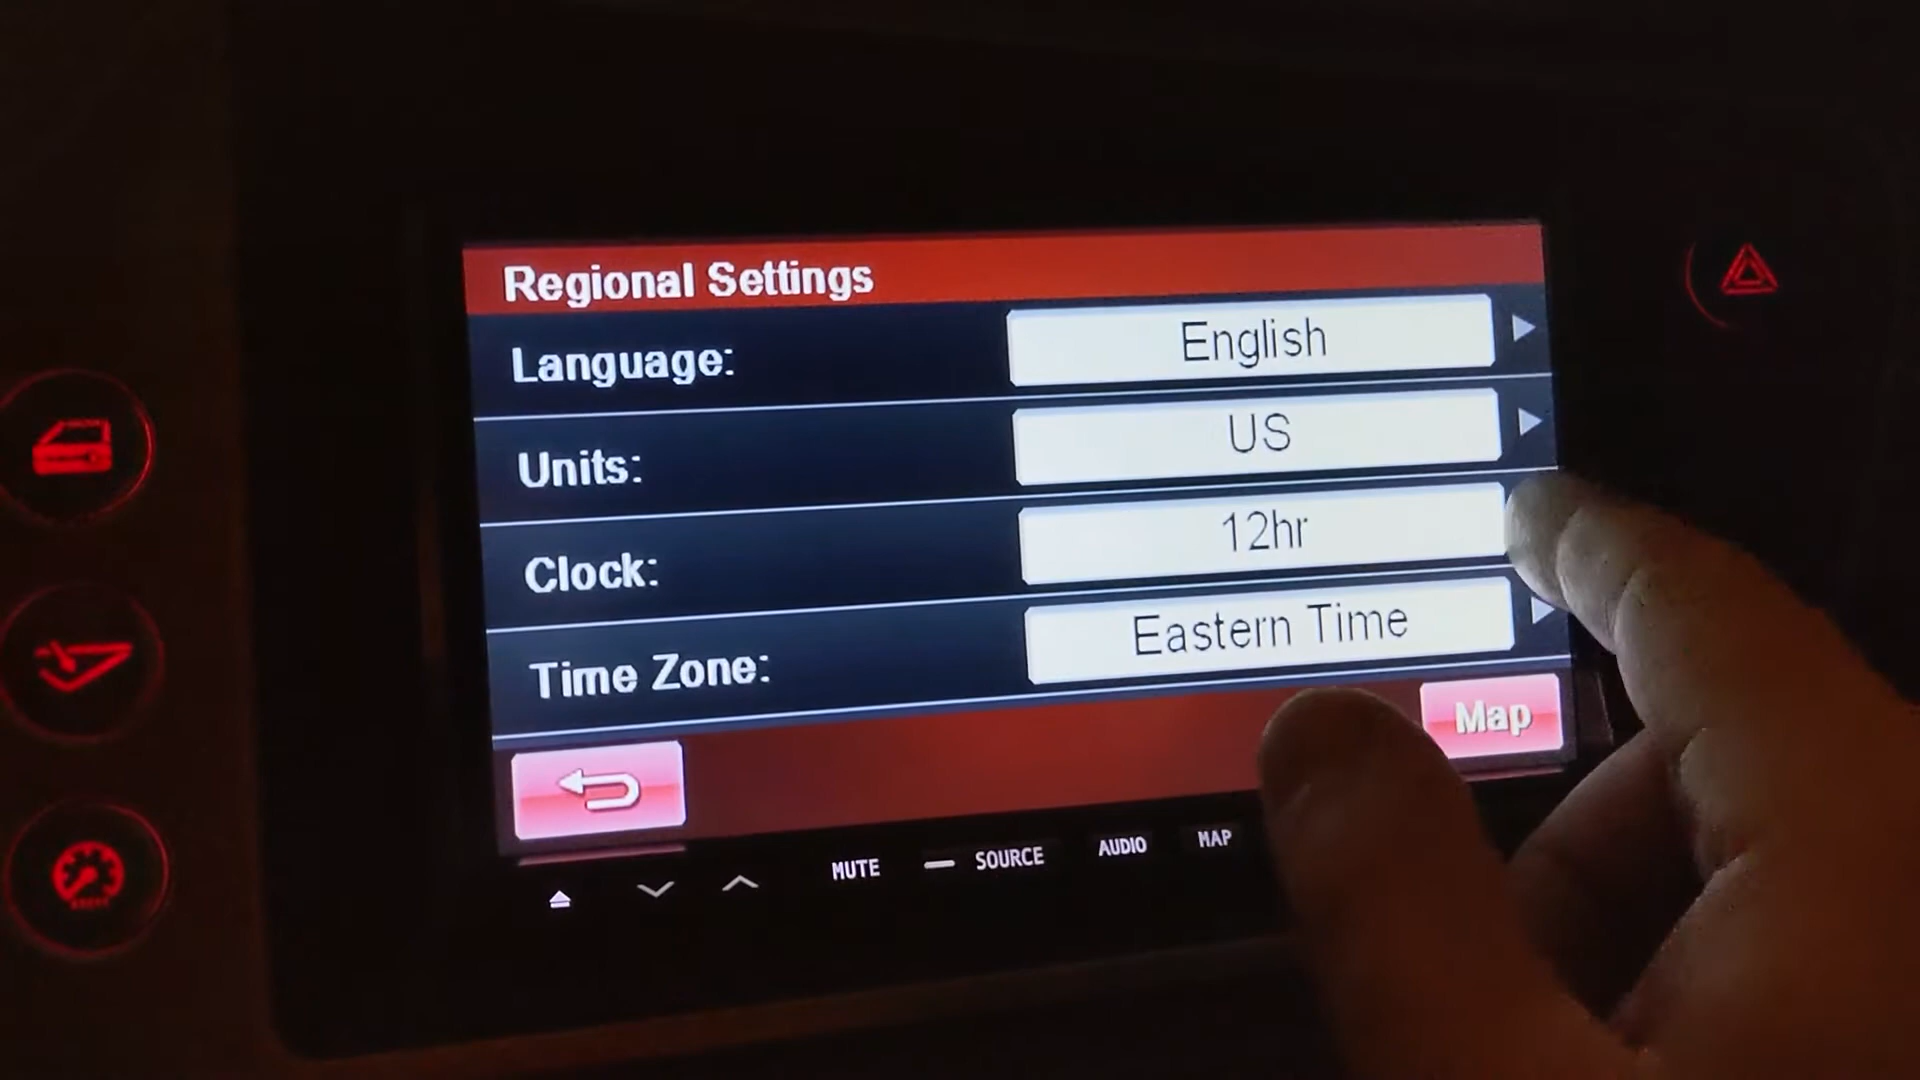 Regional Settings
Language: English
Units: US
Clock: 12hr
Time Zone: Eastern Time
Map
MUTE SOURCE AUDIO MAP